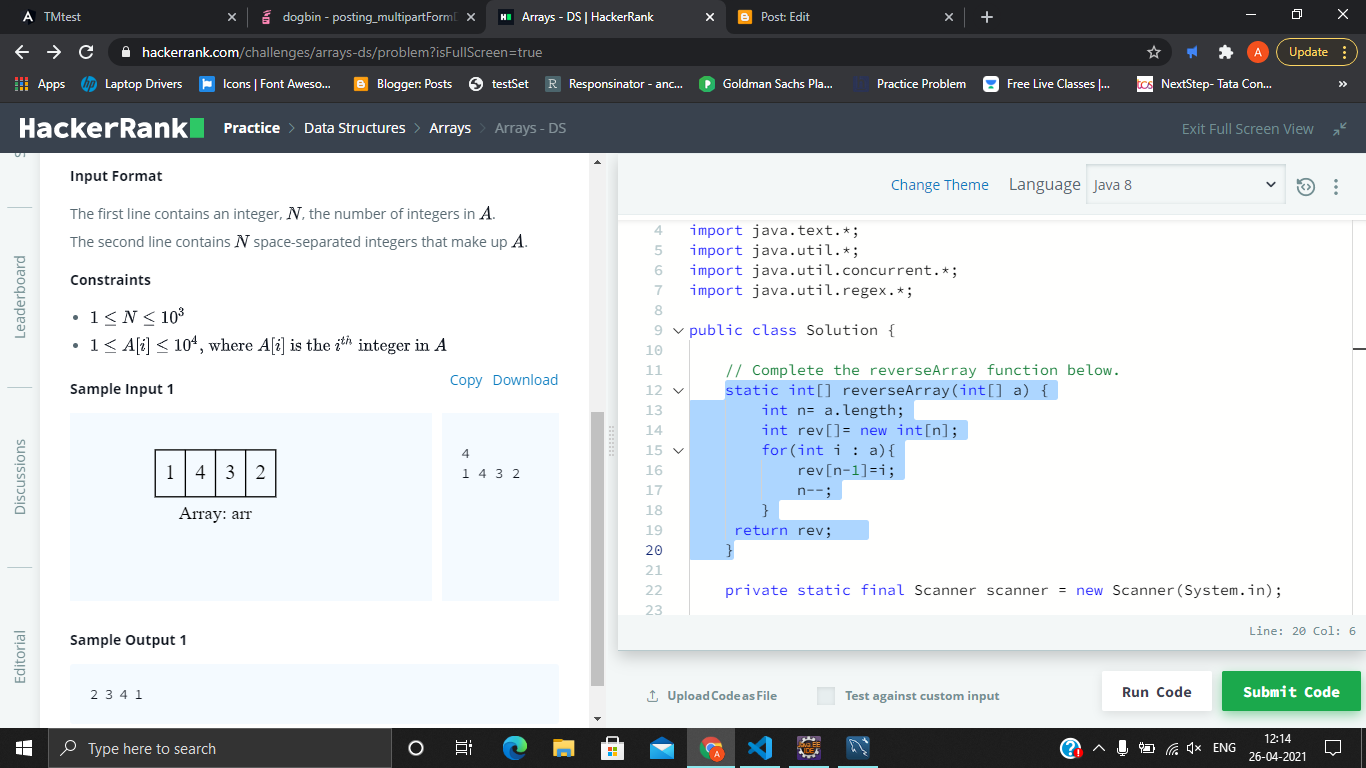 TMtest
dogbin - posting_multipartForm
Arrays - DS | HackerRank
Post: Edit
hackerrank.com/challenges/arrays-ds/problem?isFullScreen=true
A
Update
Apps
Laptop Drivers
Icons | Font Aweso...
Blogger: Posts
testSet
R
Responsinator - anc...
Goldman Sachs Pla...
Practice Problem
Free Live Classes |...
NextStep- Tata Con...
»
HackerRank
Practice > Data Structures > Arrays > Arrays - DS
Exit Full Screen View
Leaderboard
Discussions
Editorial
Input Format
The first line contains an integer, N, the number of integers in A.
The second line contains N space-separated integers that make up A.
Constraints
• 1 ≤ N ≤ 10³
• 1 ≤ A[i] ≤ 10⁴, where A[i] is the iᵗʰ integer in A
Copy Download
Sample Input 1
1 4 3 2
Array: arr
4
1 4 3 2
Sample Output 1
2 3 4 1
Change Theme Language Java 8
4 import java.text.*;
5 import java.util.*;
6 import java.util.concurrent.*;
7 import java.util.regex.*;
8
9 public class Solution {
10
11 // Complete the reverseArray function below.
12 static int[] reverseArray(int[] a) {
13 int n= a.length;
14 int rev[]= new int[n];
15 for(int i : a){
16 rev[n-1]=i;
17 n--;
18 }
19 return rev;
20 }
21
22 private static final Scanner scanner = new Scanner(System.in);
23
Line: 20 Col: 6
Upload Code as File
Test against custom input
Run Code
Submit Code
Type here to search
ENG
12:14
26-04-2021